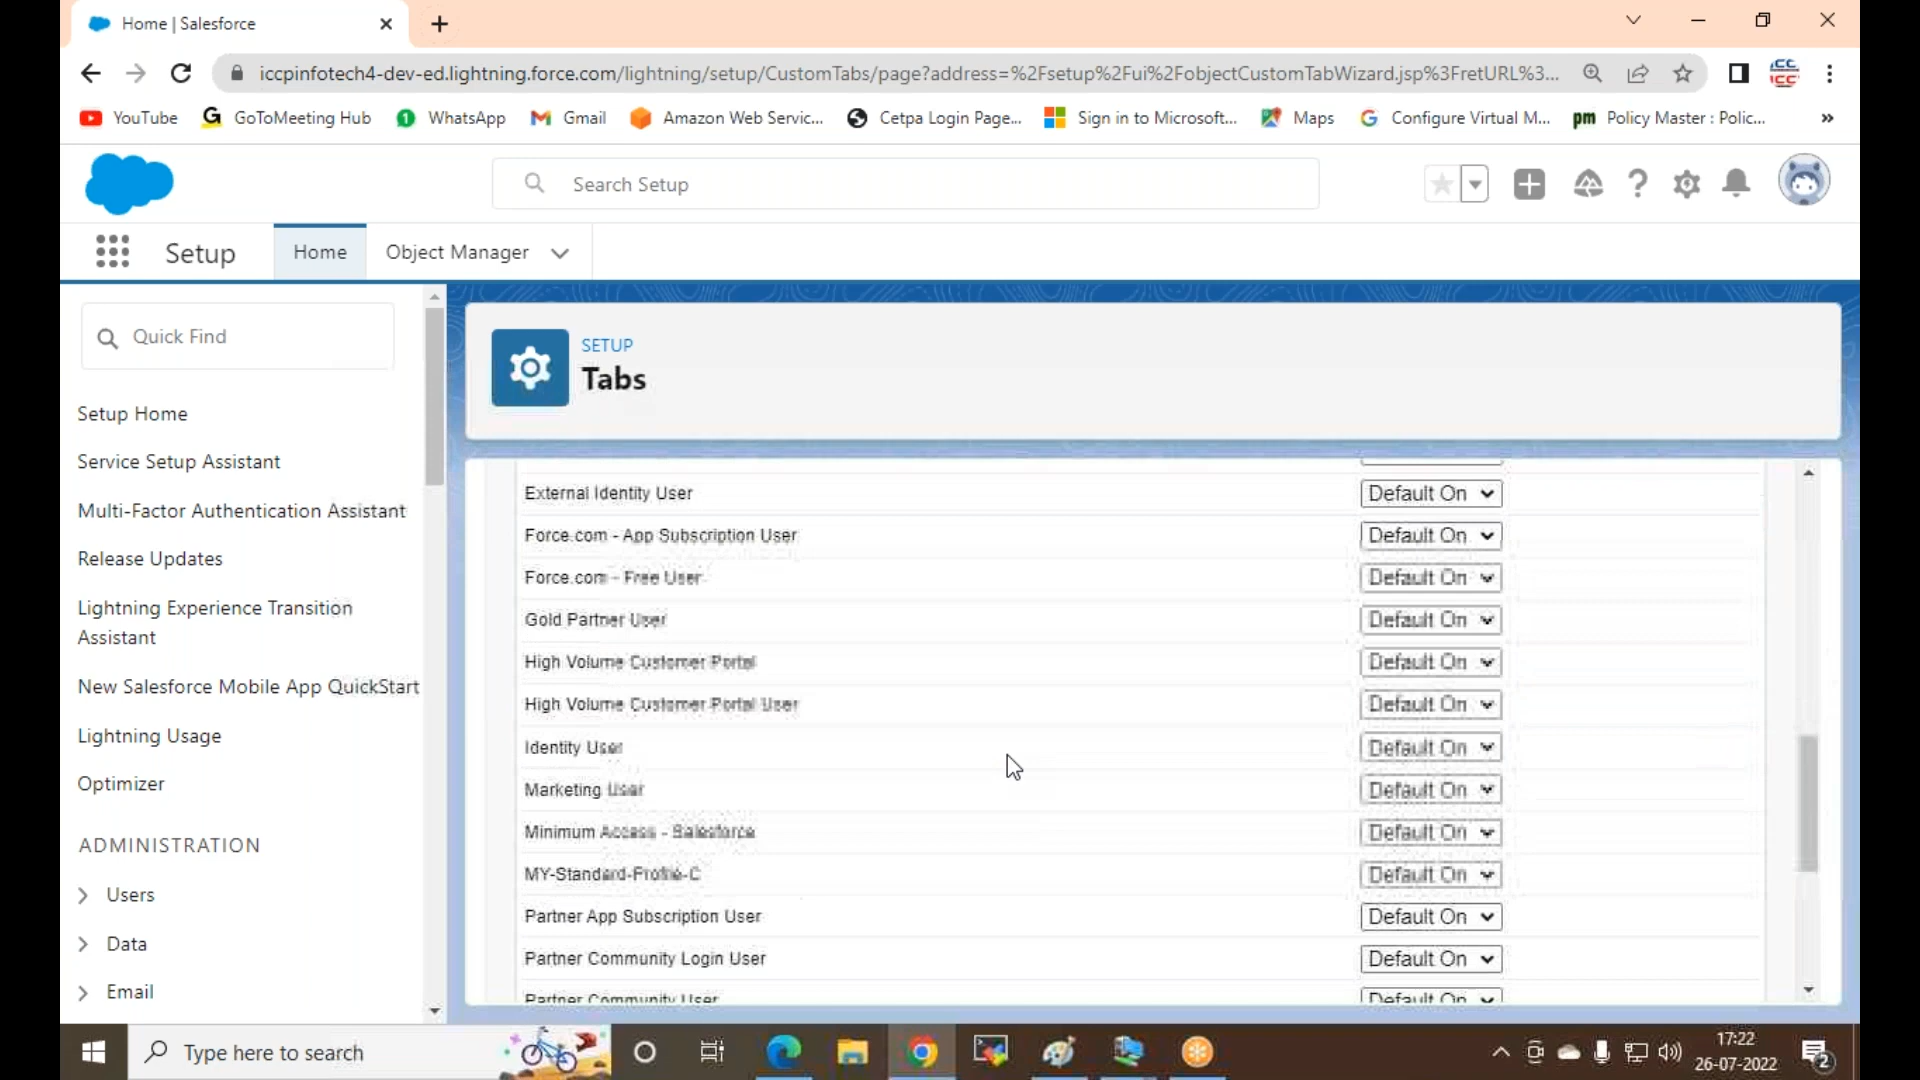 Home | Salesforce
iccpinfotech4-dev-ed.lightning.force.com/lightning/setup/CustomTabs/page?address=%2Fsetup%2Fui%2FobjectCustomTabWizard.jsp%3FretURL%3...
YouTube GoToMeeting Hub WhatsApp Gmail Amazon Web Servic... Cetpa Login Page... Sign in to Microsoft... Maps Configure Virtual M... pm Policy Master : Polic... »
Search Setup
Setup Home Object Manager
Quick Find
Setup Home
Service Setup Assistant
Multi-Factor Authentication Assistant
Release Updates
Lightning Experience Transition
Assistant
New Salesforce Mobile App QuickStart
Lightning Usage
Optimizer
ADMINISTRATION
Users
Data
Email
SETUP
Tabs
External Identity User Default On
Force.com - App Subscription User Default On
Force.com - Free User Default On
Gold Partner User Default On
High Volume Customer Portal Default On
High Volume Customer Portal User Default On
Identity User Default On
Marketing User Default On
Minimum Access - Salesforce Default On
MY-Standard-Profile-C Default On
Partner App Subscription User Default On
Partner Community Login User Default On
Partner Community User Default On
Type here to search
17:22
26-07-2022
2